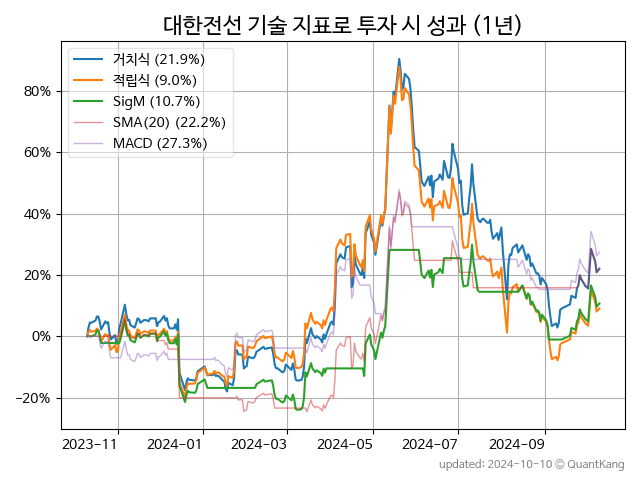 대한전선 기술 지표로 투자 시 성과 (1년)
거치식 (21.9%)
적립식 (9.0%)
SigM (10.7%)
SMA(20) (22.2%)
MACD (27.3%)
80%
60%
40%
20%
0%
−20%
2023−11 2024−01 2024−03 2024−05 2024−07 2024−09
updated: 2024-10-10 © QuantKang